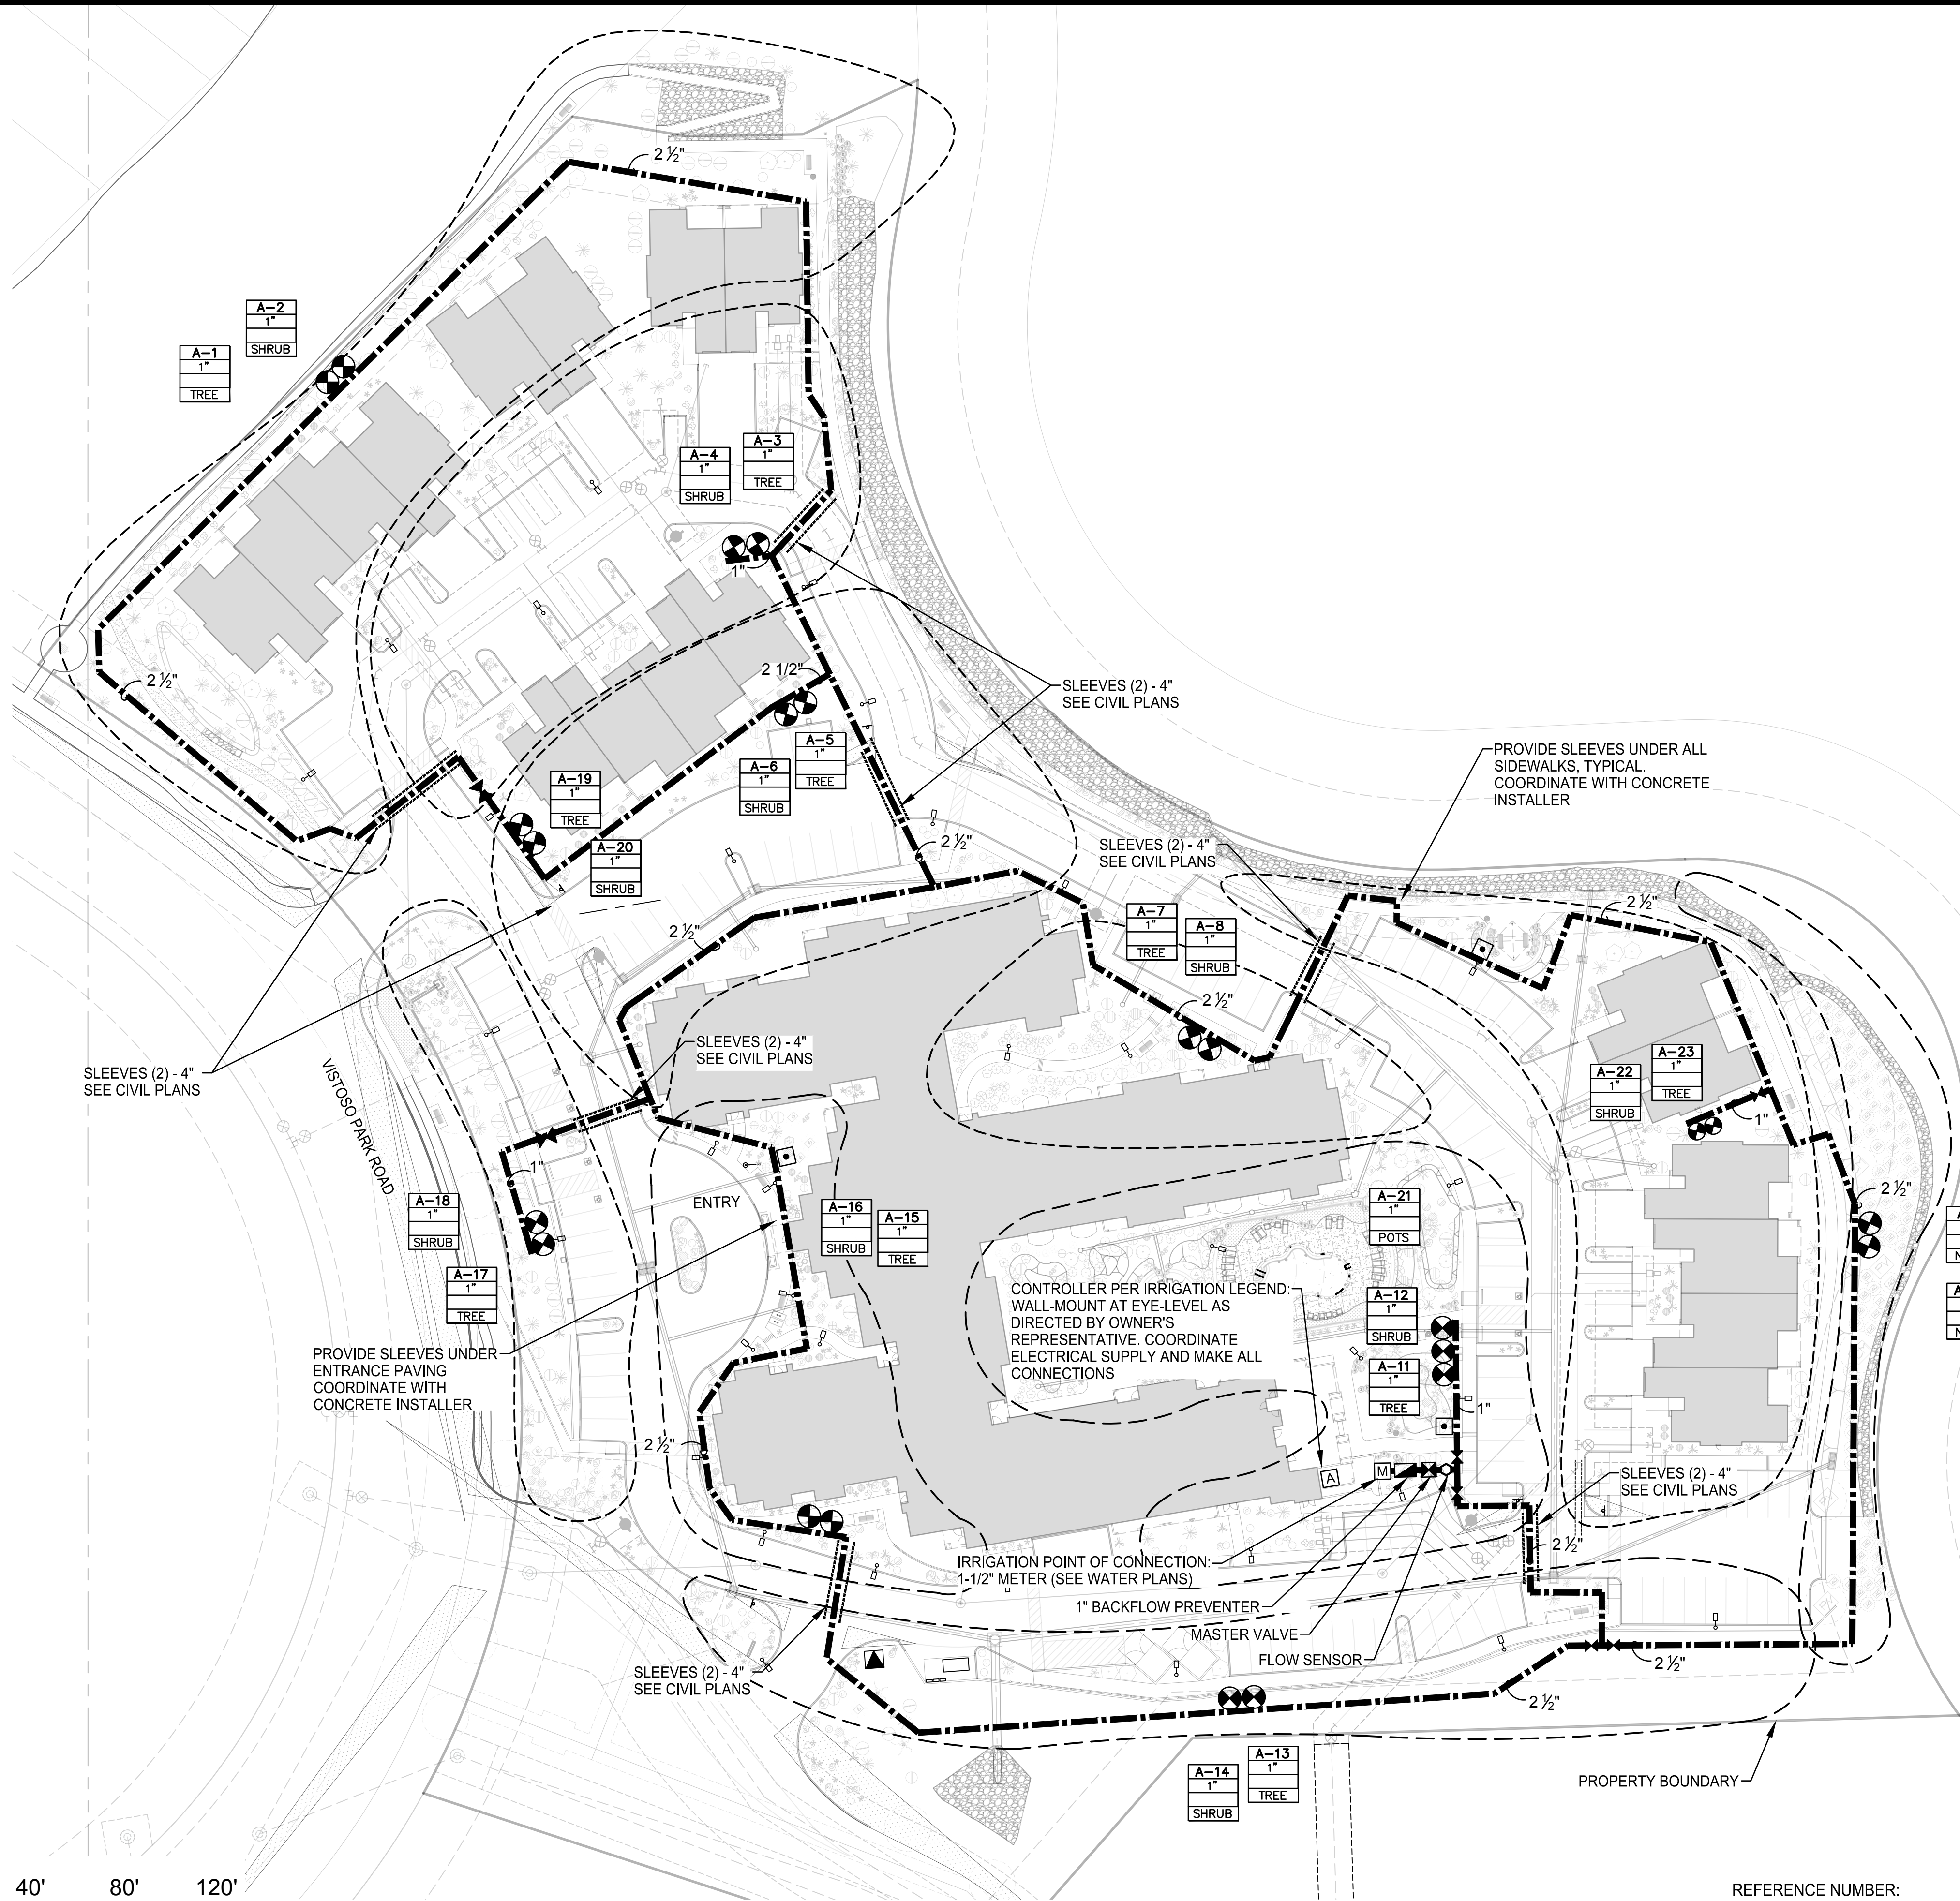 2 ½"
A-2
1"
SHRUB
A-1
1"
TREE
A-3
1"
TREE
A-4
1"
SHRUB
1"
2 1/2"
2 ½"
SLEEVES (2) - 4"
SEE CIVIL PLANS
A-5
1"
TREE
A-6
1"
SHRUB
A-19
1"
TREE
A-20
1"
SHRUB
2 ½"
PROVIDE SLEEVES UNDER ALL
SIDEWALKS, TYPICAL.
COORDINATE WITH CONCRETE
INSTALLER
SLEEVES (2) - 4"
SEE CIVIL PLANS
A-7
1"
TREE
A-8
1"
SHRUB
2 ½"
2 ½"
2 ½"
SLEEVES (2) - 4"
SEE CIVIL PLANS
SLEEVES (2) - 4"
SEE CIVIL PLANS
VISTOSO PARK ROAD
A-23
1"
TREE
A-22
1"
SHRUB
1"
1"
2 ½"
A-18
1"
SHRUB
A-17
1"
TREE
ENTRY
A-16
1"
SHRUB
A-15
1"
TREE
A-21
1"
POTS
CONTROLLER PER IRRIGATION LEGEND:
WALL-MOUNT AT EYE-LEVEL AS
DIRECTED BY OWNER'S
REPRESENTATIVE. COORDINATE
ELECTRICAL SUPPLY AND MAKE ALL
CONNECTIONS
A-12
1"
SHRUB
A-11
1"
TREE
1"
PROVIDE SLEEVES UNDER
ENTRANCE PAVING
COORDINATE WITH
CONCRETE INSTALLER
2 ½"
A
M
SLEEVES (2) - 4"
SEE CIVIL PLANS
2 ½"
IRRIGATION POINT OF CONNECTION:
1-1/2" METER (SEE WATER PLANS)
1" BACKFLOW PREVENTER
MASTER VALVE
FLOW SENSOR
SLEEVES (2) - 4"
SEE CIVIL PLANS
2 ½"
2 ½"
A-13
1"
TREE
A-14
1"
SHRUB
PROPERTY BOUNDARY
40' 80' 120'
REFERENCE NUMBER: